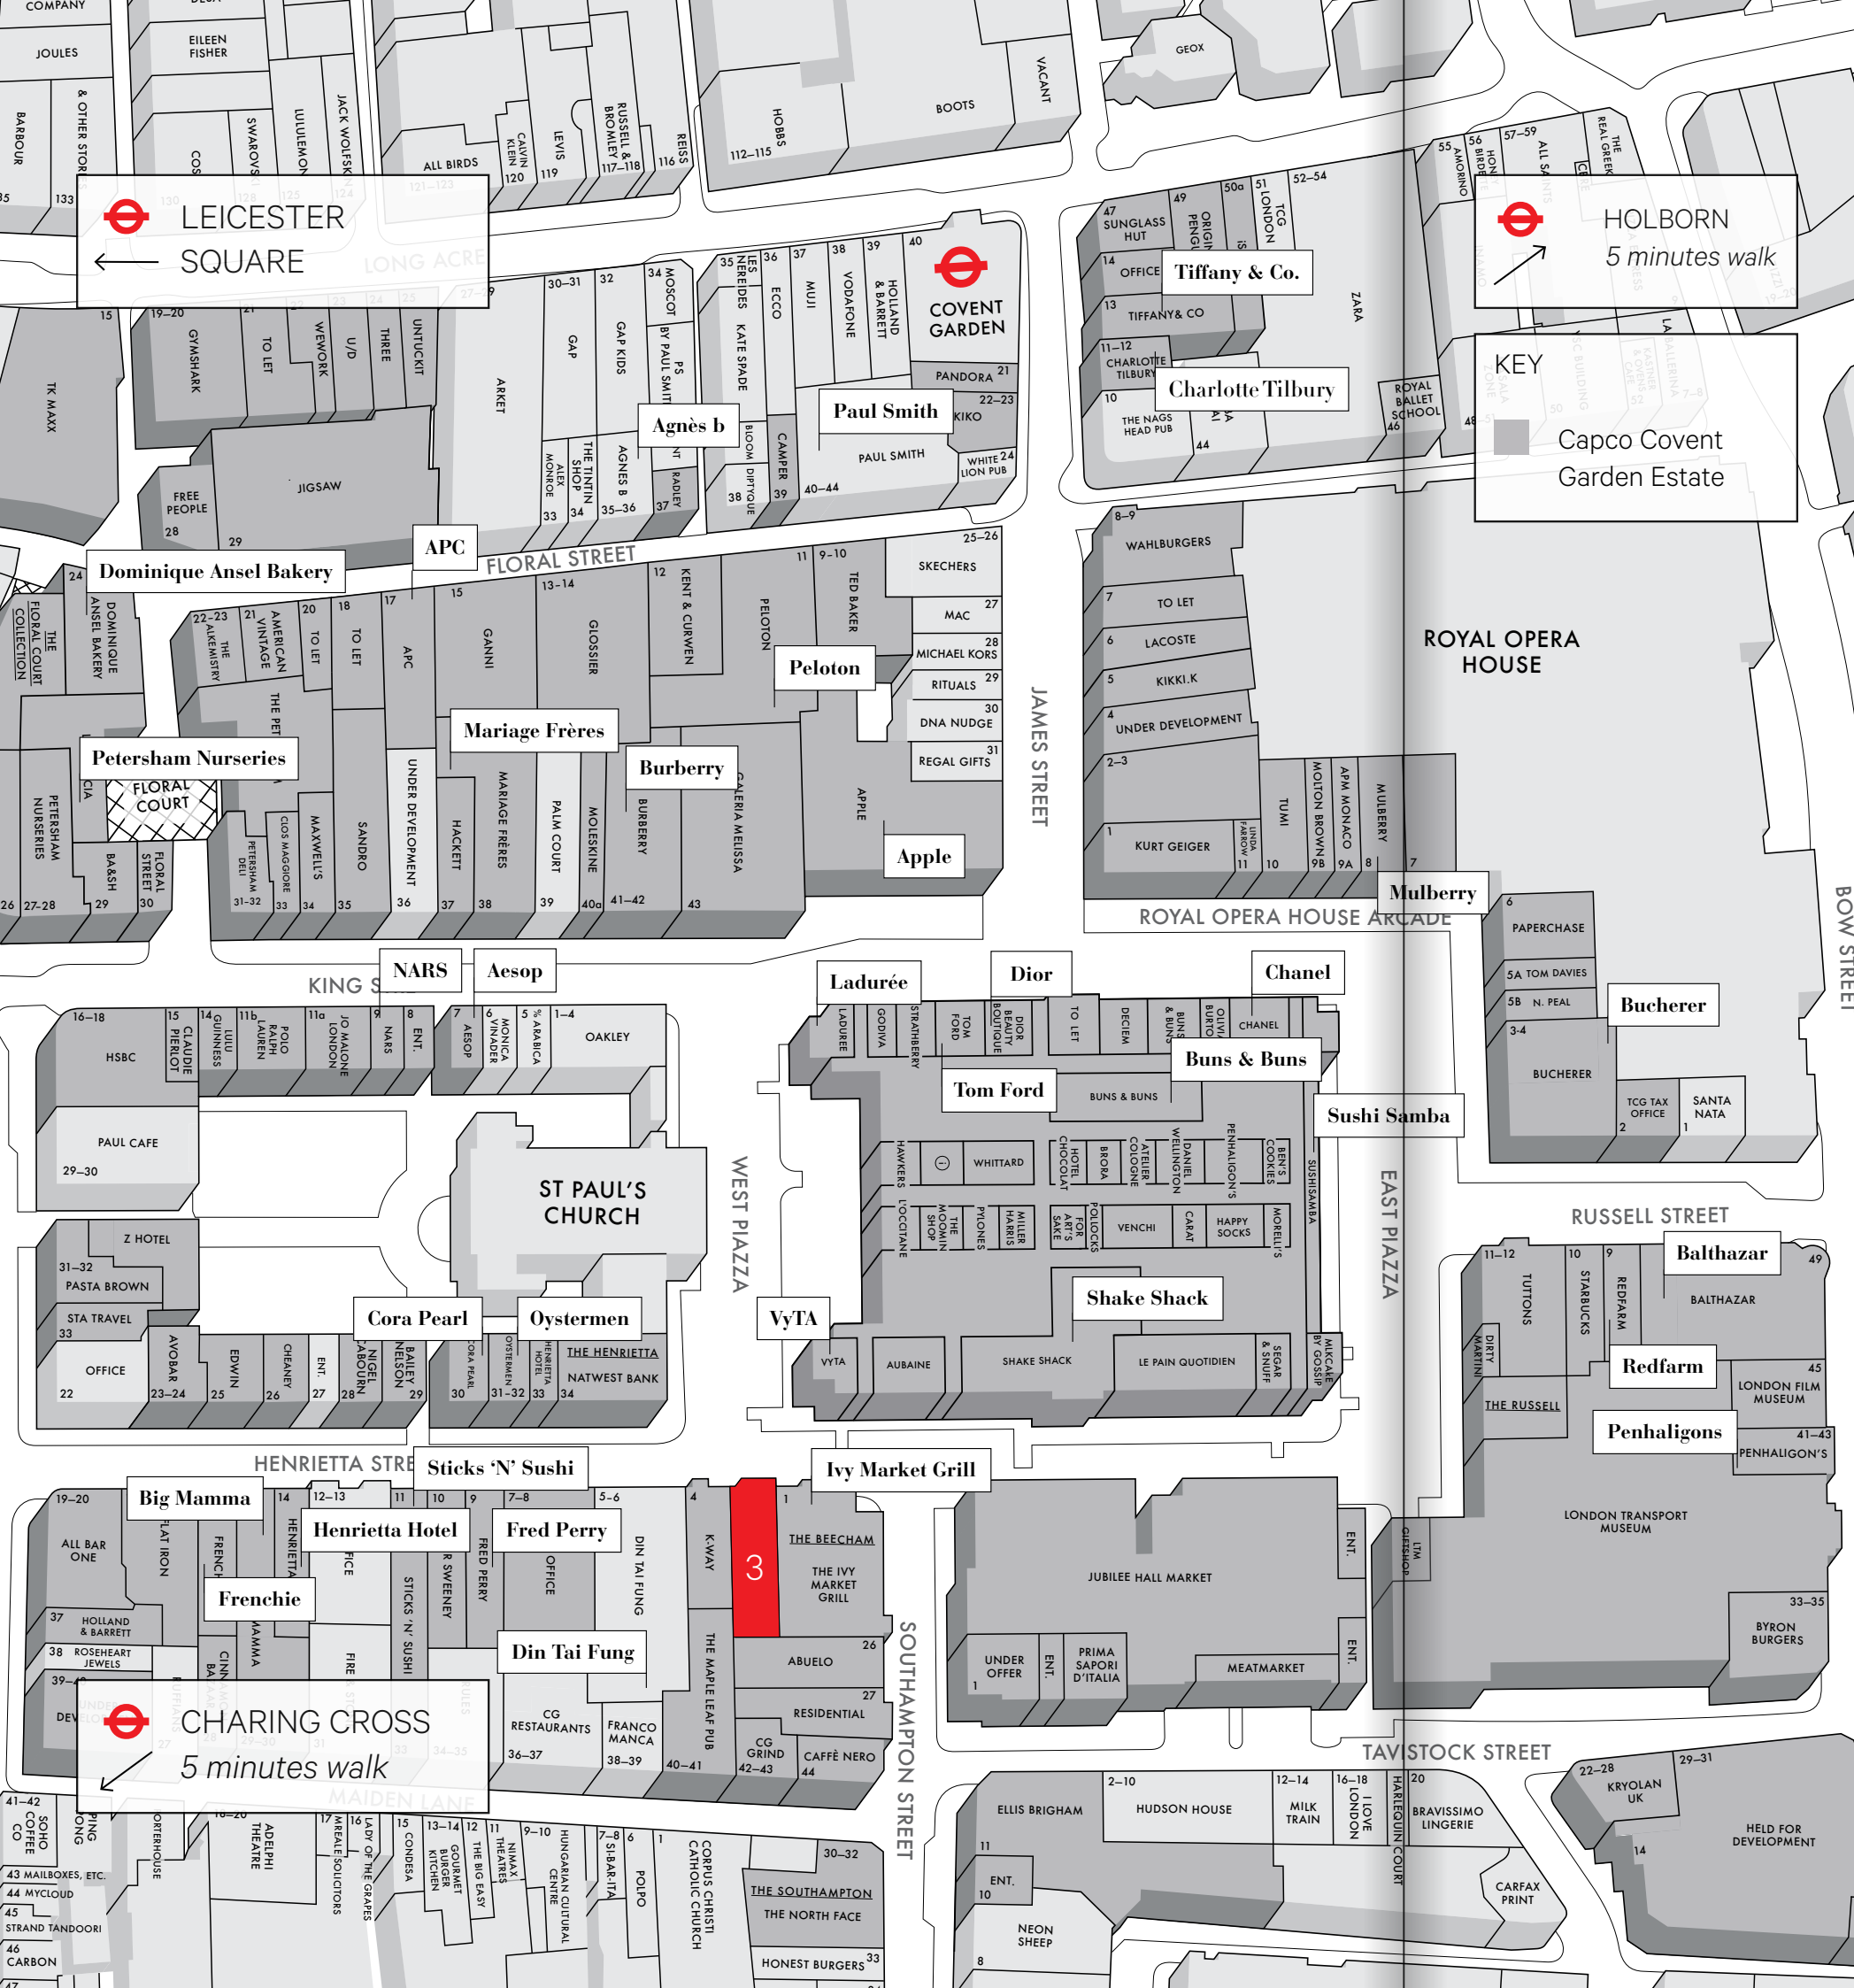 COMPANY
JOULES
BARBOUR
& OTHER STORIES
35
133
EILEEN
FISHER
COS
SWAROVSKI
LULULEMON
JACK WOLFSKIN
130
128
125
124
ALL BIRDS
121–123
CALVIN
KLEIN
120
LEVIS
119
RUSSELL &
BROMLEY
117–118
REISS
116
HOBBS
112–115
BOOTS
VACANT
GEOX
LEICESTER
SQUARE
LONG ACRE
HOLBORN
5 minutes walk
KEY
Capco Covent
Garden Estate
55
AMORINO
56
57–59
ALL SAINTS
THE
REAL GREEK
47
SUNGLASS
HUT
49
50a
51
TCG
LONDON
52–54
14
OFFICE
Tiffany & Co.
13
TIFFANY& CO
11–12
CHARLOTTE
TILBURY
Charlotte Tilbury
10
THE NAGS
HEAD PUB
44
ZARA
ROYAL
BALLET
SCHOOL
46
TK MAXX
15
19–20
GYMSHARK
21
TO LET
22
WEWORK
23
U/D
24
THREE
25
UNTUCKIT
27–29
ARKET
30–31
GAP
32
GAP KIDS
34
MOSCOT
PS
BY PAUL SMITH
35
LES
NEREIDES
KATE SPADE
36
ECCO
37
MUJI
38
VODAFONE
39
HOLLAND
& BARRETT
40
COVENT
GARDEN
PANDORA 21
22–23
KIKO
WHITE 24
LION PUB
Paul Smith
PAUL SMITH
40–44
Agnès b
BLOOM
DIPTYQUE
38
CAMPER
39
RADLEY
37
AGNES B
35–36
THE TINTIN
SHOP
34
ALEX
MONROE
33
FREE
PEOPLE
28
JIGSAW
29
APC
FLORAL STREET
Dominique Ansel Bakery
24
DOMINIQUE
ANSEL BAKERY
THE
FLORAL COURT
COLLECTION
22–23
THE
ALKEMISTRY
21
AMERICAN
VINTAGE
20
TO LET
18
TO LET
17
APC
15
GANNI
13-14
GLOSSIER
12
KENT & CURWEN
11
PELOTON
9-10
TED BAKER
25–26
SKECHERS
MAC
27
28
MICHAEL KORS
RITUALS 29
30
DNA NUDGE
31
REGAL GIFTS
Peloton
JAMES STREET
8–9
WAHLBURGERS
7
TO LET
6
LACOSTE
5
KIKKI.K
4
UNDER DEVELOPMENT
2–3
1
KURT GEIGER
LINDA
FARROW
11
TUMI
10
MOLTON BROWN
9B
APM MONACO
9A
MULBERRY
8
7
ROYAL OPERA
HOUSE
Mulberry
ROYAL OPERA HOUSE ARCADE
BOW STREET
Petersham Nurseries
FLORAL
COURT
PETERSHAM
NURSERIES
26
27–28
BA&SH
29
FLORAL
STREET
30
PETERSHAM
DELI
31–32
CLOS MAGGIORE
33
MAXWELL'S
34
SANDRO
35
UNDER DEVELOPMENT
36
HACKETT
37
Mariage Frères
MARIAGE FRÈRES
38
PALM COURT
39
MOLESKINE
40a
Burberry
BURBERRY
41–42
GALERIA MELISSA
43
APPLE
Apple
KING
NARS
Aesop
16–18
HSBC
15
CLAUDIE
PIERLOT
14
LULU
GUINNESS
11b
POLO
RALPH
LAUREN
11a
JO MALONE
LONDON
9
NARS
8
ENT.
7
AESOP
6
MONICA
VINADER
5
% ARABICA
1–4
OAKLEY
PAUL CAFE
29–30
ST PAUL'S
CHURCH
WEST PIAZZA
Ladurée
Dior
Chanel
LADUREE
GODIVA
STRATHBERRY
TOM
FORD
DIOR
BEAUTY
BOUTIQUE
TO LET
DECIEM
BUNS
& BUNS
CHANEL
Buns & Buns
Tom Ford
BUNS & BUNS
Sushi Samba
HAWKERS
WHITTARD
HOTEL
CHOCOLAT
BRORA
ATELIER
COLOGNE
DANIEL
WELLINGTON
PENHALIGON'S
BEN'S
COOKIES
SUSHISAMBA
L'OCCITANE
THE
MOOMIN
SHOP
PYLONES
MILLER
HARRIS
FOR
ART'S
SAKE
POLLOCKS
VENCHI
CARAT
HAPPY
SOCKS
MORELLI'S
Shake Shack
VyTA
VYTA
AUBAINE
SHAKE SHACK
LE PAIN QUOTIDIEN
SEGAR
& SNUFF
MILKCAKE
BY GOSSIP
EAST PIAZZA
6
PAPERCHASE
5A TOM DAVIES
5B N. PEAL
3-4
BUCHERER
Bucherer
TCG TAX
OFFICE
2
SANTA
NATA
1
RUSSELL STREET
Z HOTEL
31–32
PASTA BROWN
STA TRAVEL
33
OFFICE
22
AVOBAR
23–24
EDWIN
25
CHEANEY
26
ENT.
27
NIGEL
CABOURN
28
BAILEY
NELSON
29
Cora Pearl
Oystermen
CORA PEARL
30
OYSTERMEN
31–32
HENRIETTA
HOTEL
33
THE HENRIETTA
NATWEST BANK
34
HENRIETTA STREET
Sticks ‘N’ Sushi
Ivy Market Grill
11–12
TUTTONS
10
STARBUCKS
9
REDFARM
Balthazar
BALTHAZAR
49
DIRTY
MARTINI
THE RUSSELL
Redfarm
45
LONDON FILM
MUSEUM
Penhaligons
41–43
PENHALIGON'S
LONDON TRANSPORT
MUSEUM
LTM
GIFTSHOP
33–35
BYRON
BURGERS
19–20
ALL BAR
ONE
Big Mamma
FLAT IRON
14
12–13
Henrietta Hotel
Frenchie
11
STICKS 'N' SUSHI
10
9
FRED PERRY
Fred Perry
7–8
OFFICE
5-6
DIN TAI FUNG
Din Tai Fung
4
K-WAY
3
1
THE BEECHAM
THE IVY
MARKET
GRILL
37
HOLLAND
& BARRETT
38
ROSEHEART
JEWELS
CHARING CROSS
5 minutes walk
MAIDEN LANE
CG
RESTAURANTS
36–37
FRANCO
MANCA
38–39
THE MAPLE LEAF PUB
40–41
26
ABUELO
27
RESIDENTIAL
CG
GRIND
42–43
CAFFÈ NERO
44
SOUTHAMPTON STREET
JUBILEE HALL MARKET
ENT.
ENT.
UNDER
OFFER
1
ENT.
PRIMA
SAPORI
D'ITALIA
MEATMARKET
TAVISTOCK STREET
41–42
SOHO
COFFEE
CO
43 MAILBOXES, ETC.
44 MYCLOUD
45
STRAND TANDOORI
46
CARBON
47
ADELPHI
THEATRE
17
16
LADY OF THE GRAPES
15
CONDESA
13–14
GOURMET
BURGER
KITCHEN
12
THE BIG EASY
11
NIMAX
THEATRES
9–10
HUNGARIAN CULTURAL
CENTRE
7–8
SI-BAR-ITA
6
POLPO
1
CORPUS CHRISTI
CATHOLIC CHURCH
30–32
THE SOUTHAMPTON
THE NORTH FACE
HONEST BURGERS 33
ELLIS BRIGHAM
11
ENT.
10
NEON
SHEEP
8
2–10
HUDSON HOUSE
12–14
MILK
TRAIN
16–18
I LOVE
LONDON
HARLEQUIN COURT
20
BRAVISSIMO
LINGERIE
CARFAX
PRINT
22–28
KRYOLAN
UK
29–31
14
HELD FOR
DEVELOPMENT